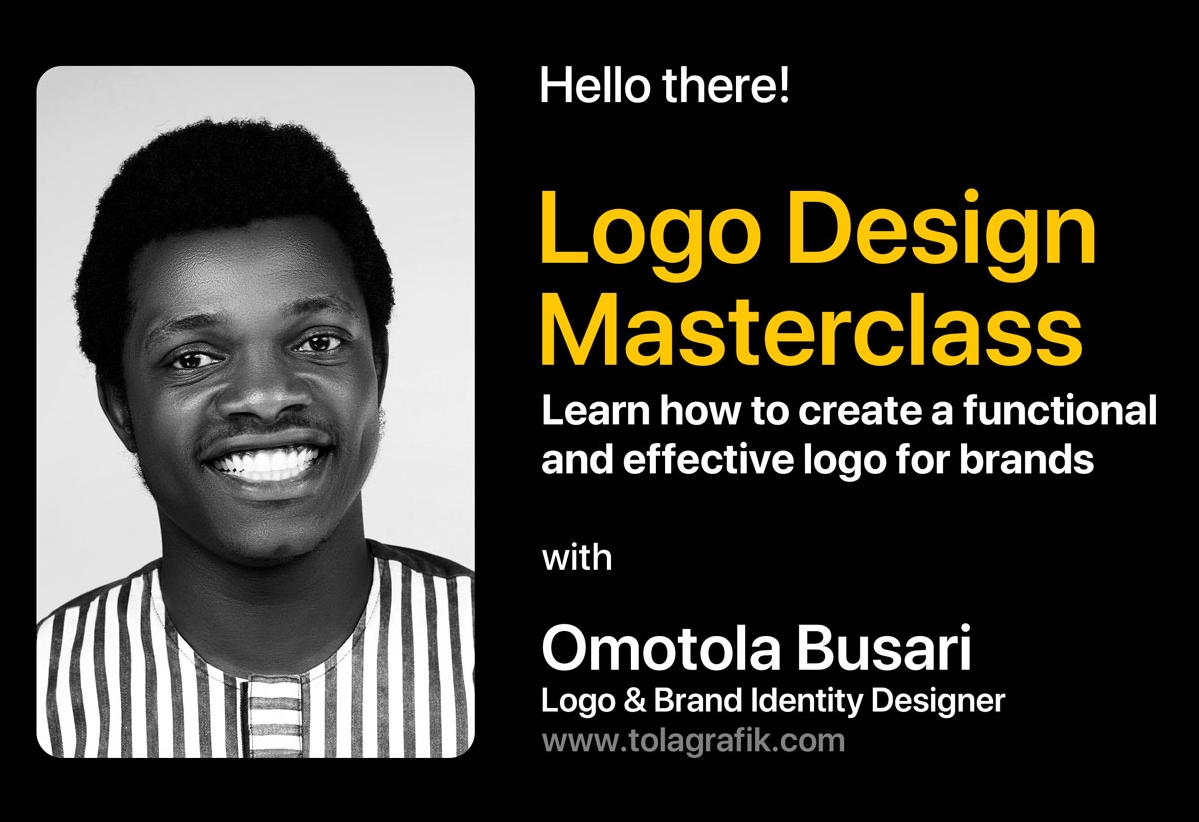 Hello there!
Logo Design
Masterclass
Learn how to create a functional
and effective logo for brands
with
Omotola Busari
Logo & Brand Identity Designer
www.tolagrafik.com